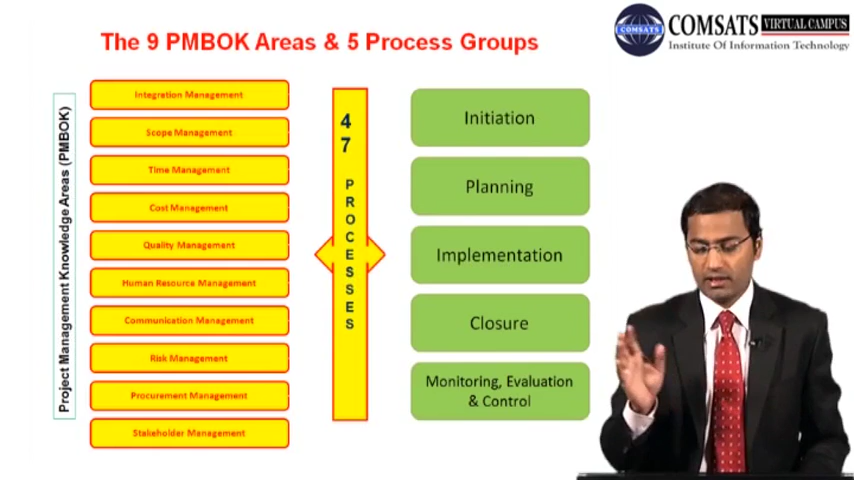 The 9 PMBOK Areas & 5 Process Groups
COMSATS
COMSATS VIRTUAL CAMPUS
Institute Of Information Technology
Project Management Knowledge Areas (PMBOK)
Integration Management
Scope Management
Time Management
Cost Management
Quality Management
Human Resource Management
Communication Management
Risk Management
Procurement Management
Stakeholder Management
47 PROCESSES
Initiation
Planning
Implementation
Closure
Monitoring, Evaluation
& Control